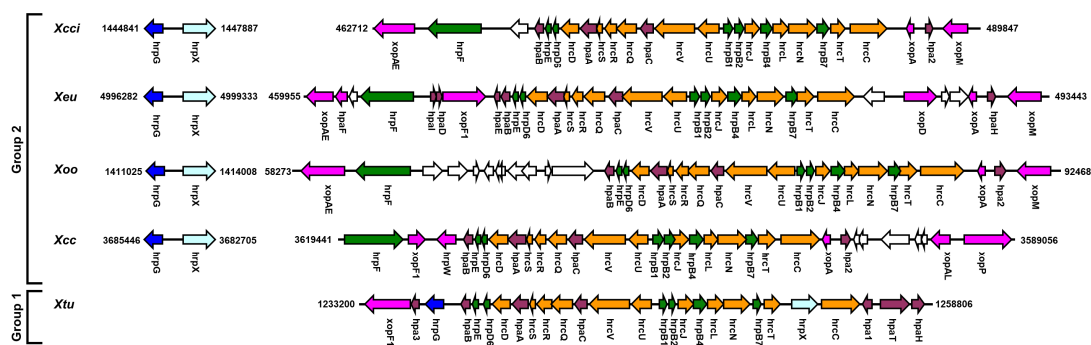 Group 2
Xcci 1444841 1447887 462712 489847
hrpG hrpX xopAE hrpF hpaB hrpE hrpD6 hrcD hpaA hrcS hrcR hrcQ hpaC hrcV hrcU hrpB1 hrpB2 hrcJ hrpB4 hrcL hrcN hrpB7 hrcT hrcC xopA hpa2 xopM
Xeu 4996282 4999333 459955 493443
hrpG hrpX xopAE hpaF hrpF hpaI hpaD xopF1 hpaE hpaB hrpE hrpD6 hrcD hpaA hrcS hrcR hrcQ hpaC hrcV hrcU hrpB1 hrpB2 hrcJ hrpB4 hrcL hrcN hrpB7 hrcT hrcC xopD xopA hpaH xopM
Xoo 1411025 1414008 58273 92468
hrpG hrpX xopAE hrpF hpaB hrpE hrpD6 hrcD hpaA hrcS hrcR hrcQ hpaC hrcV hrcU hrpB1 hrpB2 hrcJ hrpB4 hrcL hrcN hrpB7 hrcT hrcC xopA hpa2 xopM
Xcc 3685446 3682705 3619441 3589056
hrpG hrpX hrpF xopF1 hrpW hpaB hrpE hrpD6 hrcD hpaA hrcS hrcR hrcQ hpaC hrcV hrcU hrpB1 hrpB2 hrcJ hrpB4 hrcL hrcN hrpB7 hrcT hrcC xopA hpa2 xopAL xopP
Group 1
Xtu 1233200 1258806
xopF1 hpa3 hrpG hpaB hrpE hrpD6 hrcD hpaA hrcS hrcR hrcQ hpaC hrcV hrcU hrpB1 hrpB2 hrcJ hrpB4 hrcL hrcN hrpB7 hrcT hrpX hrcC hpa1 hpaT hpaH